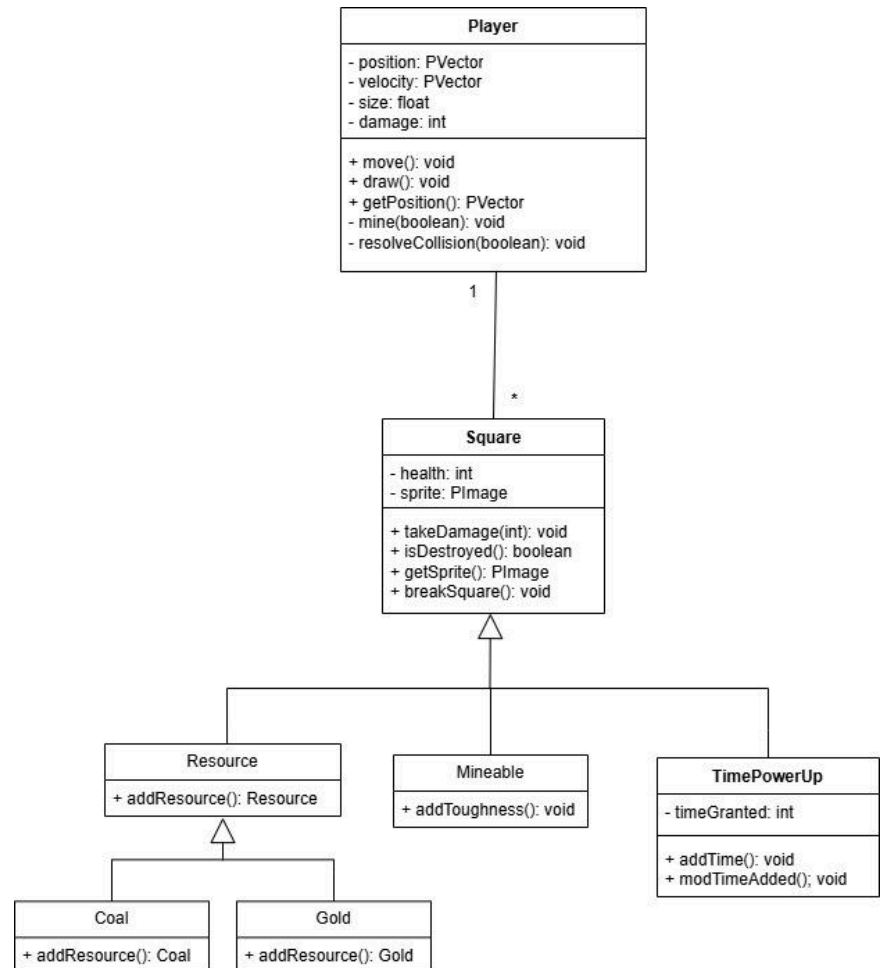 Player
- position: PVector
- velocity: PVector
- size: float
- damage: int
+ move(): void
+ draw(): void
+ getPosition(): PVector
- mine(boolean): void
- resolveCollision(boolean): void
1
*
Square
- health: int
- sprite: PImage
+ takeDamage(int): void
+ isDestroyed(): boolean
+ getSprite(): PImage
+ breakSquare(): void
Resource
+ addResource(): Resource
Mineable
+ addToughness(): void
TimePowerUp
- timeGranted: int
+ addTime(): void
+ modTimeAdded(); void
Coal
+ addResource(): Coal
Gold
+ addResource(): Gold